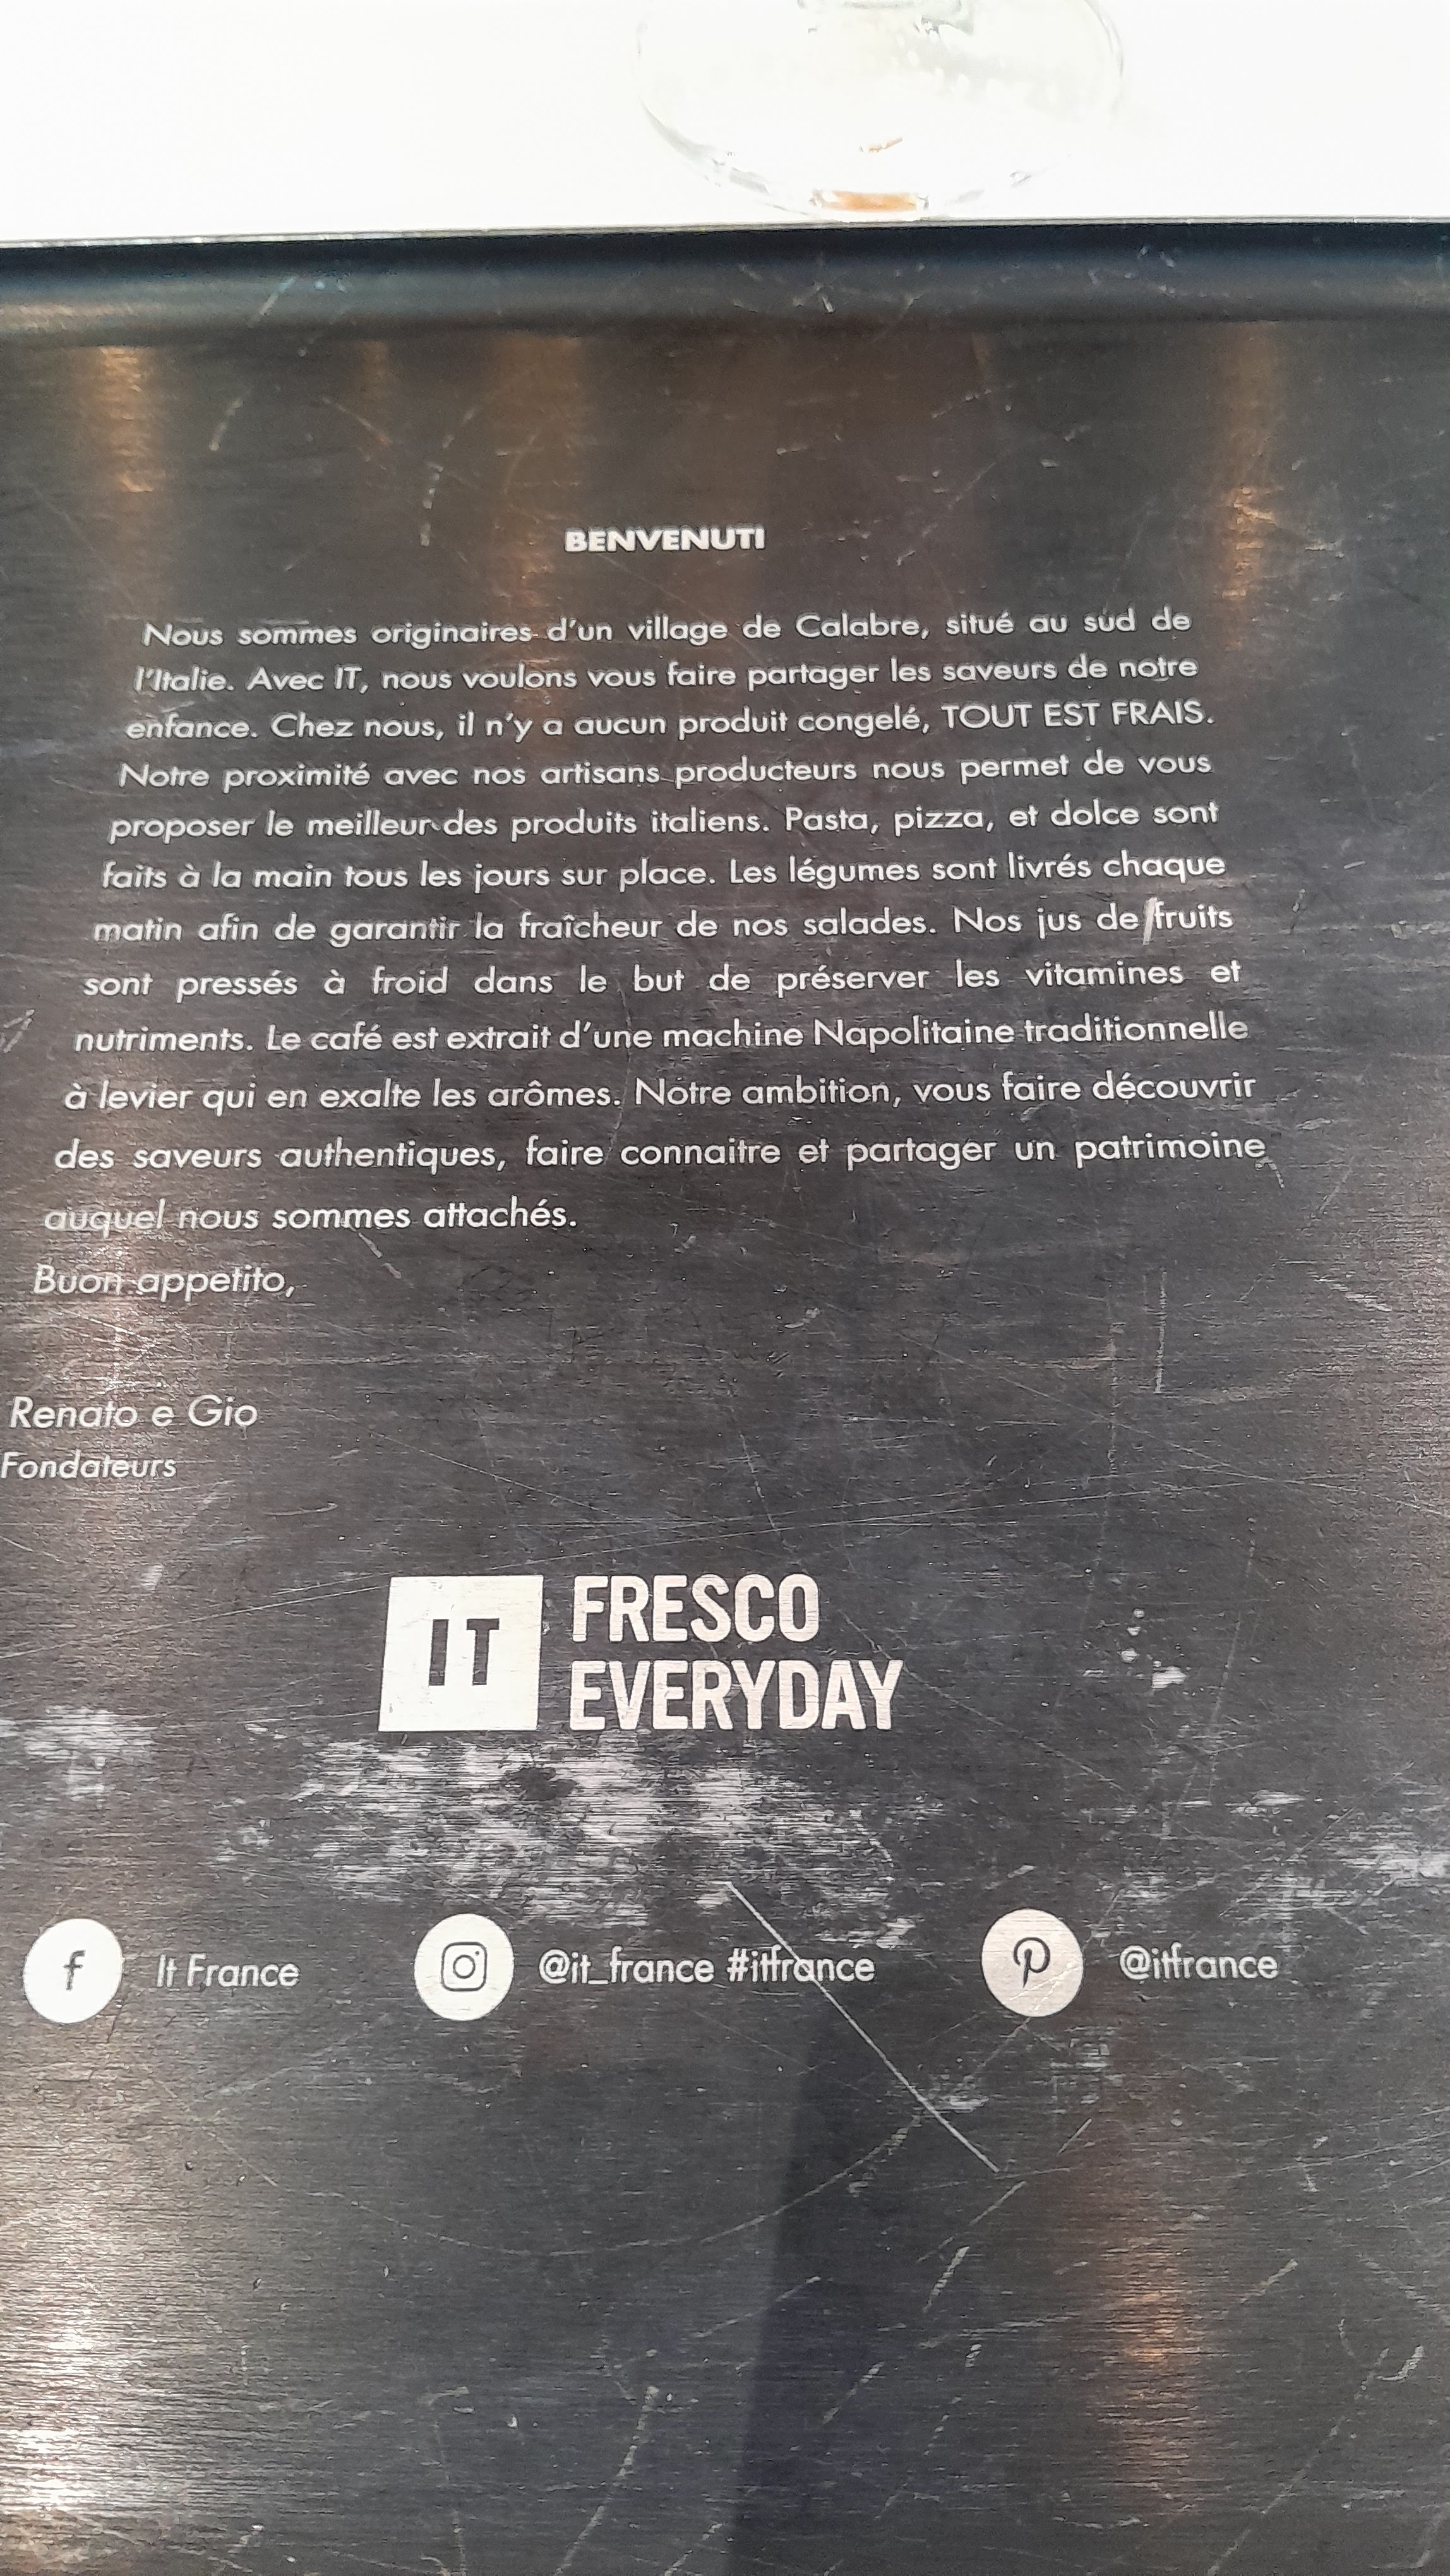 BENVENUTI
Nous sommes originaires d'un village de Calabre, situé au sud de
l'Italie. Avec IT, nous voulons vous faire partager les saveurs de notre
enfance. Chez nous, il n'y a aucun produit congelé, TOUT EST FRAIS.
Notre proximité avec nos artisans producteurs nous permet de vous
proposer le meilleur des produits italiens. Pasta, pizza, et dolce sont
faits à la main tous les jours sur place. Les légumes sont livrés chaque
matin afin de garantir la fraîcheur de nos salades. Nos jus de fruits
sont pressés à froid dans le but de préserver les vitamines et
nutriments. Le café est extrait d'une machine Napolitaine traditionnelle
à levier qui en exalte les arômes. Notre ambition, vous faire découvrir
des saveurs authentiques, faire connaitre et partager un patrimoine
auquel nous sommes attachés.
Buon appetito,
Renato e Gio
Fondateurs
IT FRESCO
EVERYDAY
f It France @it_france #itfrance @itfrance